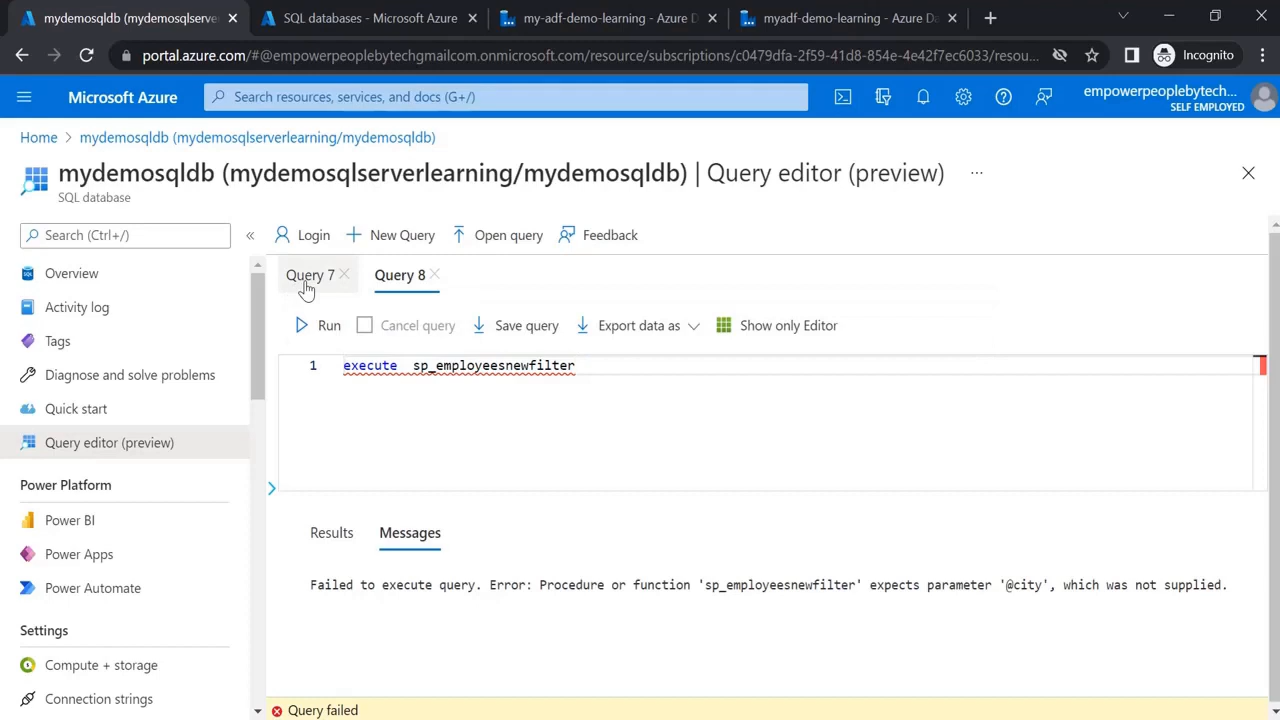 mydemosqldb (mydemosqlserver
SQL databases - Microsoft Azure
my-adf-demo-learning - Azure D
myadf-demo-learning - Azure Da
portal.azure.com/#@empowerpeoplebytechgmailcom.onmicrosoft.com/resource/subscriptions/c0479dda-2f59-41d8-854e-4e42f7ec6033/resou...
Incognito
Microsoft Azure
Search resources, services, and docs (G+/)
empowerpeoplebytech...
SELF EMPLOYED
Home > mydemosqldb (mydemosqlserverlearning/mydemosqldb)
mydemosqldb (mydemosqlserverlearning/mydemosqldb) | Query editor (preview) ...
SQL database
Search (Ctrl+/)
«
Login
New Query
Open query
Feedback
Overview
Activity log
Tags
Diagnose and solve problems
Quick start
Query editor (preview)
Power Platform
Power BI
Power Apps
Power Automate
Settings
Compute + storage
Connection strings
Query 7
Query 8
Run
Cancel query
Save query
Export data as
Show only Editor
1 execute  sp_employeesnewfilter
Results
Messages
Failed to execute query. Error: Procedure or function 'sp_employeesnewfilter' expects parameter '@city', which was not supplied.
Query failed